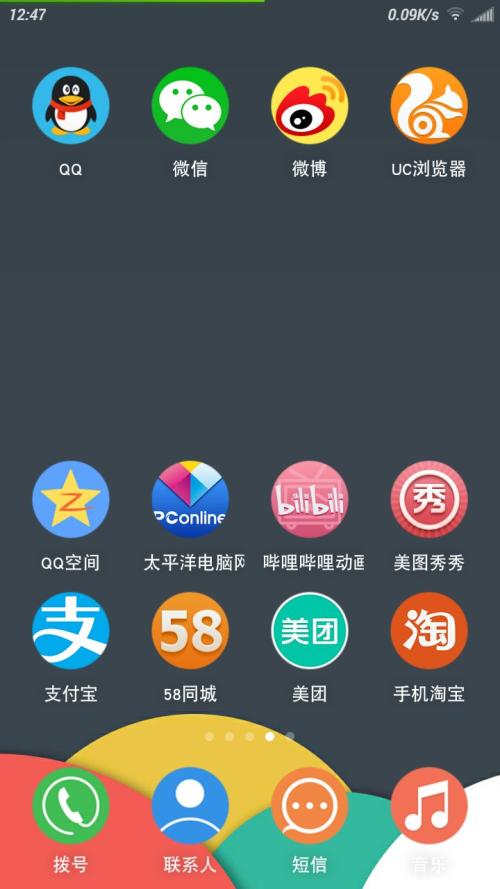 12:47
0.09K/s
QQ
微信
微博
UC浏览器
PConline
bilibili
秀
QQ空间
太平洋电脑网
哔哩哔哩动画
美图秀秀
支
58
美团
淘
支付宝
58同城
美团
手机淘宝
拨号
联系人
短信
音乐